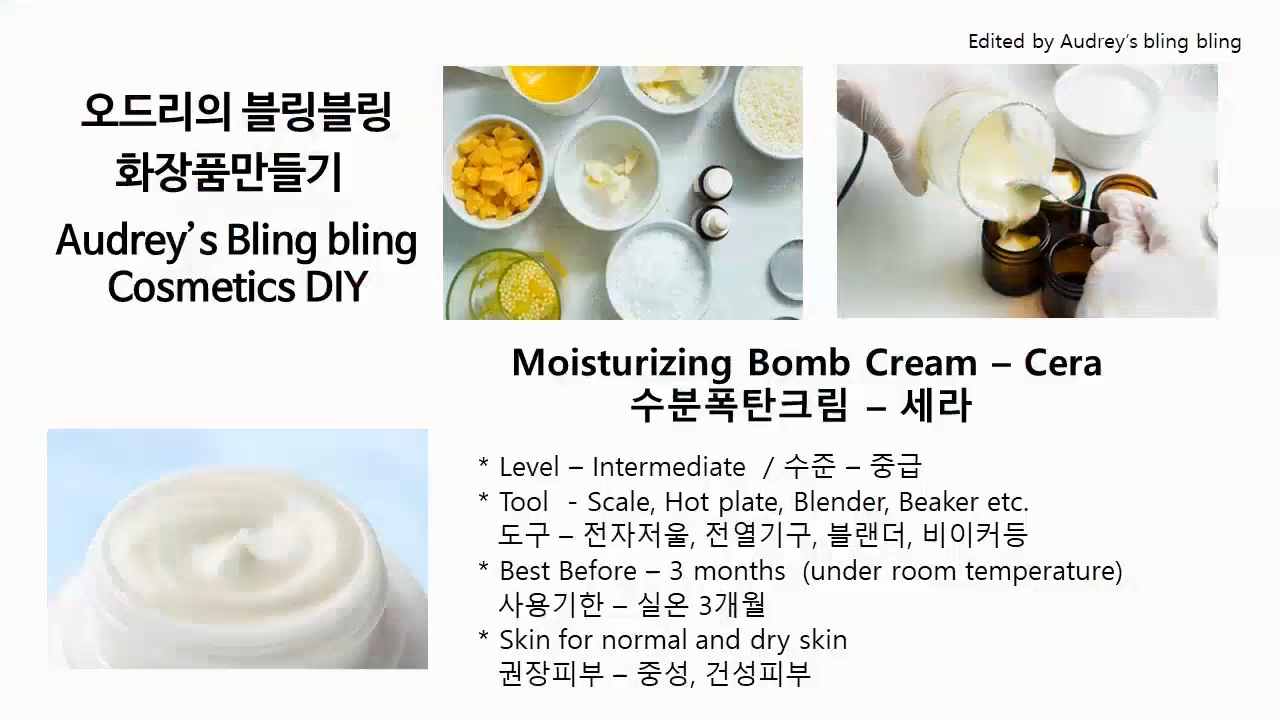 Edited by Audrey's bling bling
오드리의 블링블링
화장품만들기
Audrey's Bling bling
Cosmetics DIY
Moisturizing Bomb Cream – Cera
수분폭탄크림 – 세라
* Level – Intermediate / 수준 – 중급
* Tool - Scale, Hot plate, Blender, Beaker etc.
도구 – 전자저울, 전열기구, 블랜더, 비이커등
* Best Before – 3 months (under room temperature)
사용기한 – 실온 3개월
* Skin for normal and dry skin
권장피부 – 중성, 건성피부